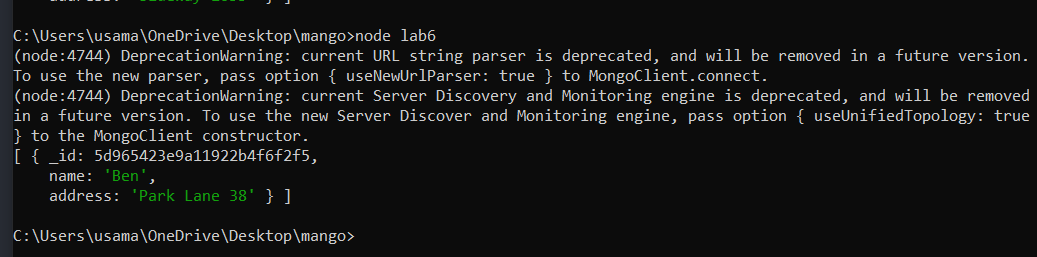 C:\Users\usama\OneDrive\Desktop\mango>node lab6
(node:4744) DeprecationWarning: current URL string parser is deprecated, and will be removed in a future version.
To use the new parser, pass option { useNewUrlParser: true } to MongoClient.connect.
(node:4744) DeprecationWarning: current Server Discovery and Monitoring engine is deprecated, and will be removed
in a future version. To use the new Server Discover and Monitoring engine, pass option { useUnifiedTopology: true
} to the MongoClient constructor.
[ { _id: 5d965423e9a11922b4f6f2f5,
    name: 'Ben',
    address: 'Park Lane 38' } ]
C:\Users\usama\OneDrive\Desktop\mango>